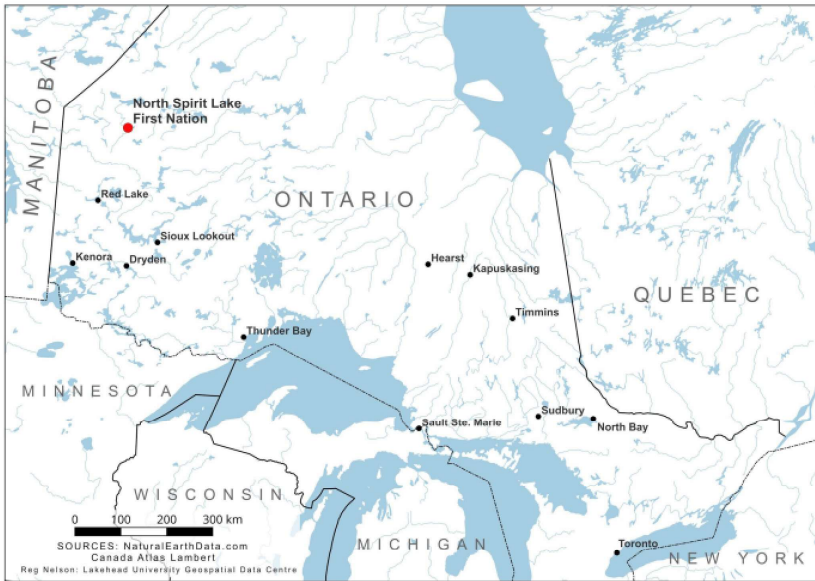 MANITOBA
North Spirit Lake
First Nation
ONTARIO
Red Lake
Sioux Lookout
Kenora
Dryden
Hearst
Kapuskasing
QUEBEC
Timmins
Thunder Bay
MINNESOTA
Sault Ste. Marie
Sudbury
North Bay
WISCONSIN
0 100 200 300 km
SOURCES: NaturalEarthData.com
Canada Atlas Lambert
Reg Nelson: Lakehead University Geospatial Data Centre
MICHIGAN
Toronto
NEW YORK